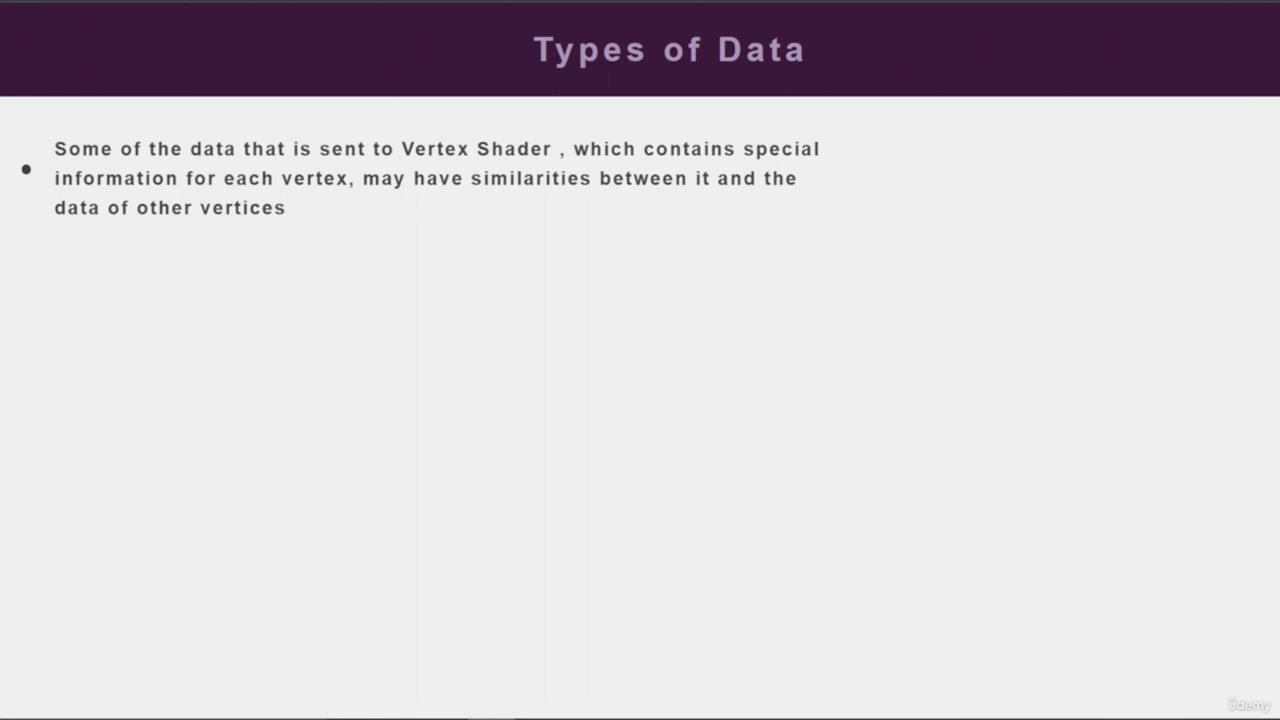 Types of Data
• Some of the data that is sent to Vertex Shader , which contains special
information for each vertex, may have similarities between it and the
data of other vertices
ûdemy